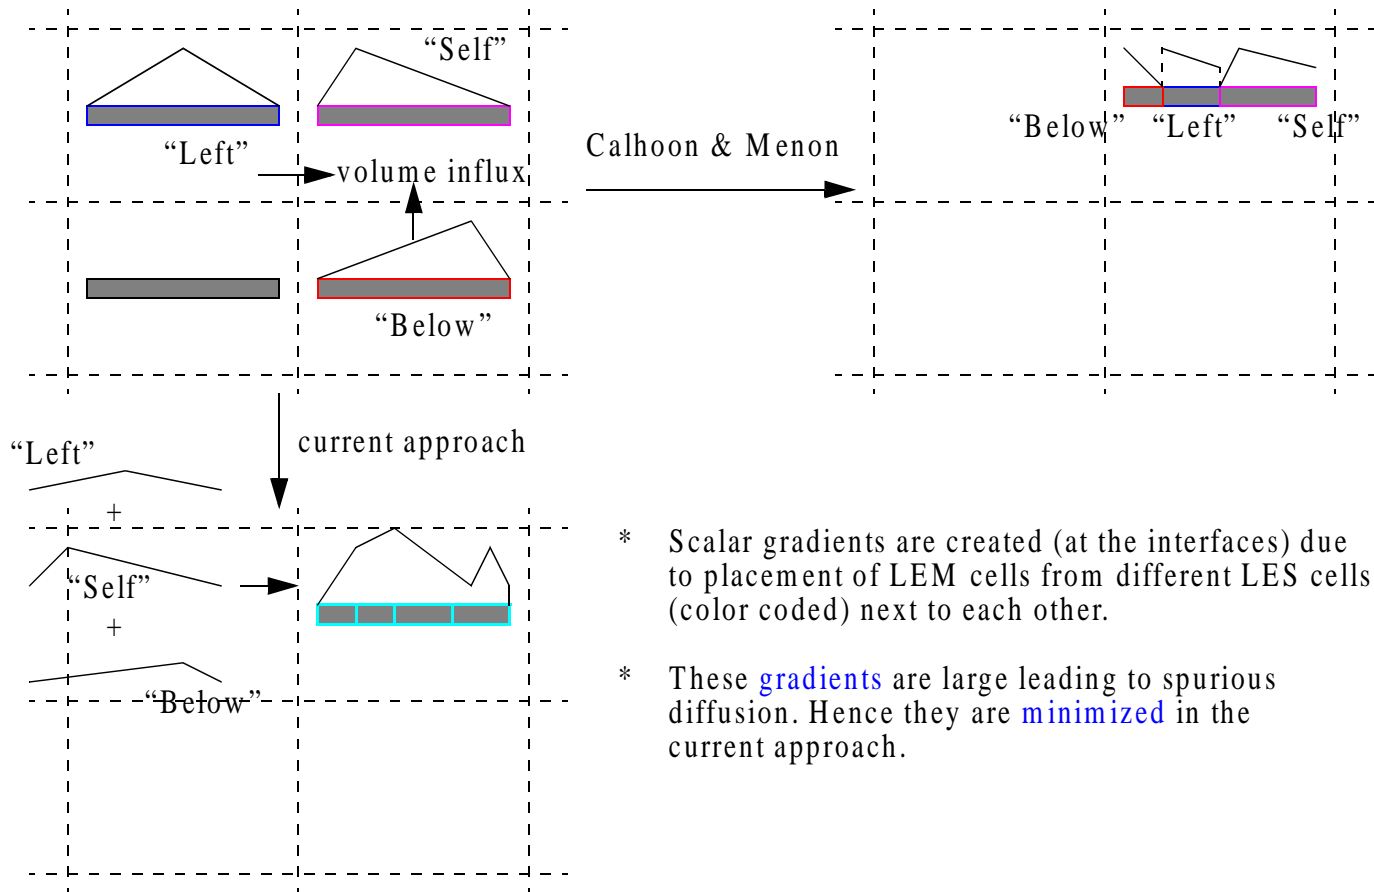 “Self”
“Left”
volume influx
“Below”
Calhoon & Menon
“Below” “Left” “Self”
current approach
“Left”
+
“Self”
+
“Below”
* Scalar gradients are created (at the interfaces) due
to placement of LEM cells from different LES cells
(color coded) next to each other.
* These gradients are large leading to spurious
diffusion. Hence they are minimized in the
current approach.